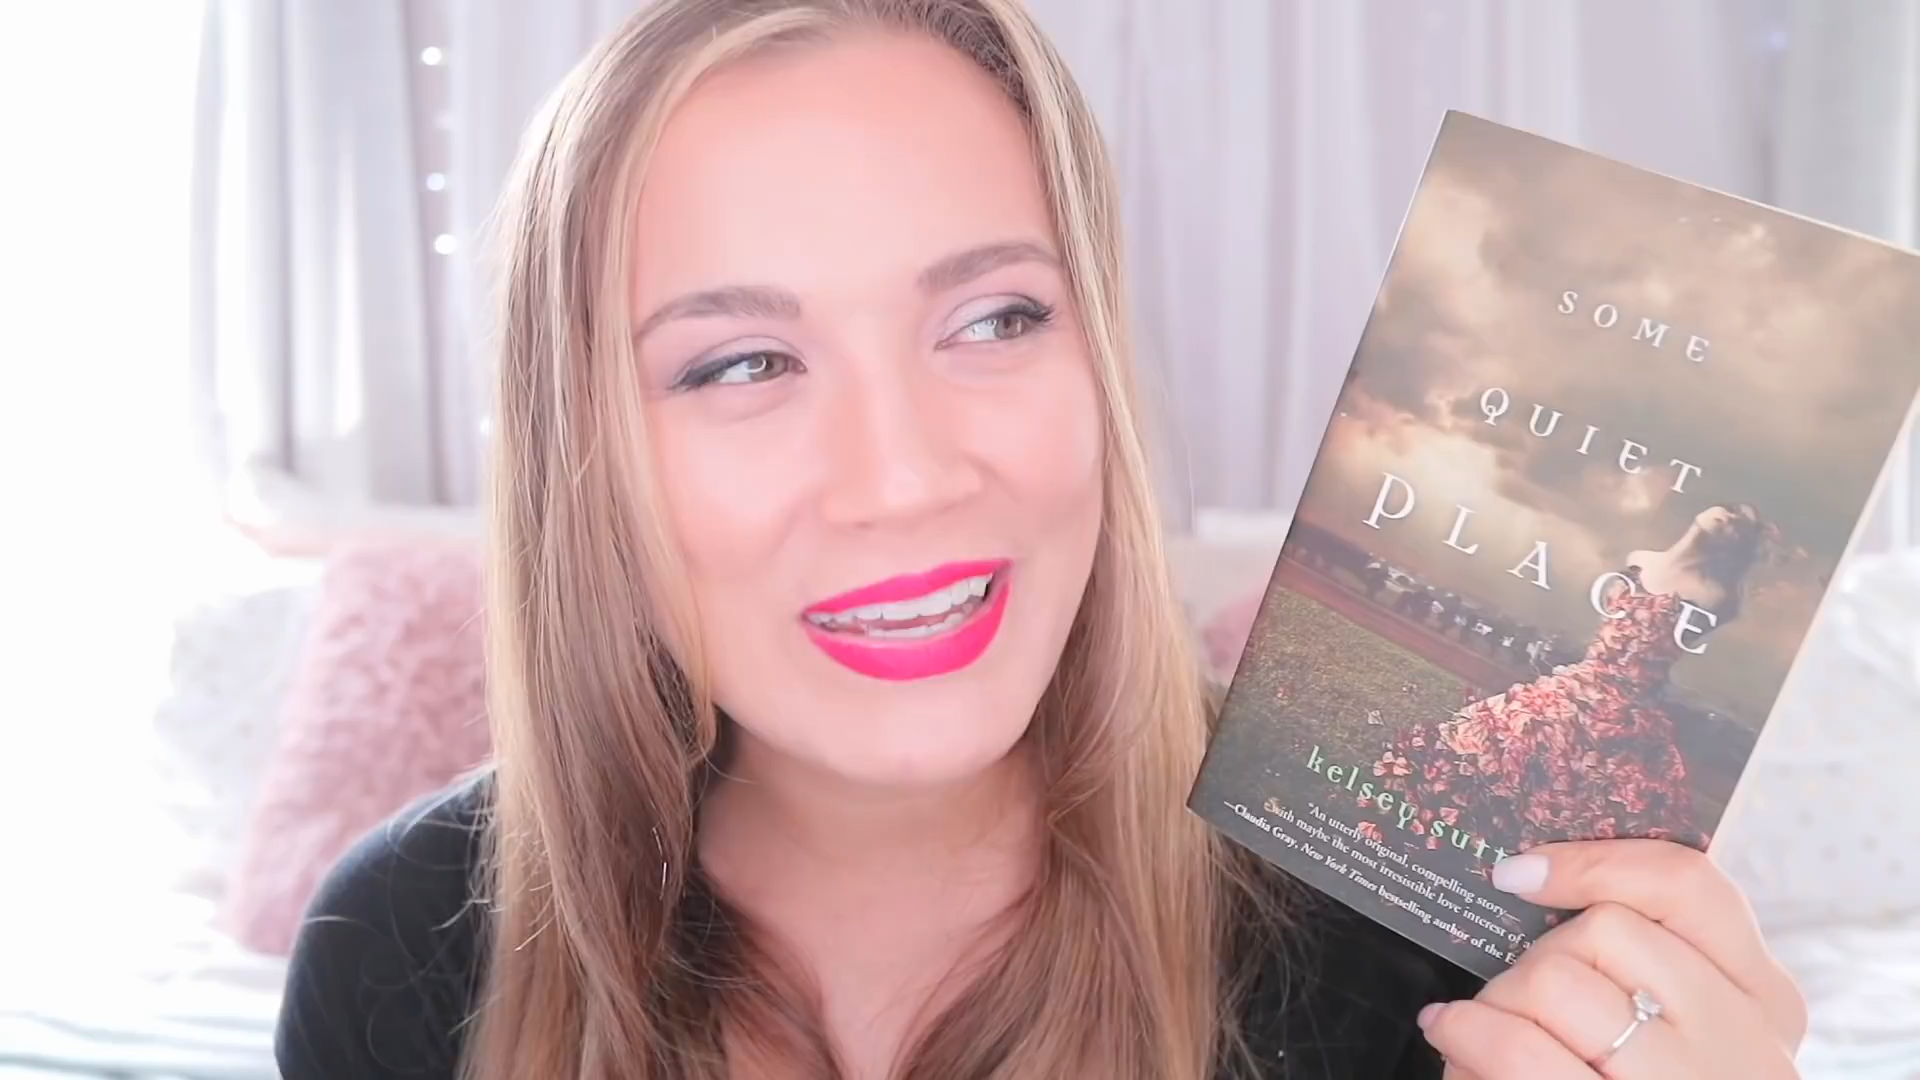 SOME
QUIET
PLACE
kelsey sutt
"An utterly original, compelling story—
with maybe the most irresistible love interest of
—Claudia Gray, New York Times bestselling author of the